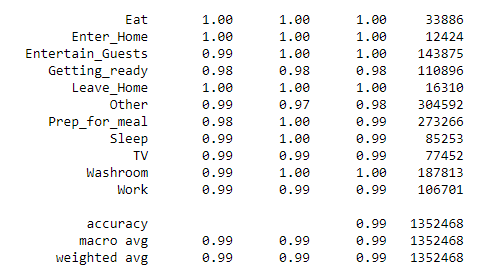 Eat 1.00 1.00 1.00 33886
Enter_Home 1.00 1.00 1.00 12424
Entertain_Guests 0.99 1.00 1.00 143875
Getting_ready 0.98 0.98 0.98 110896
Leave_Home 1.00 1.00 1.00 16310
Other 0.99 0.97 0.98 304592
Prep_for_meal 0.98 1.00 0.99 273266
Sleep 0.99 1.00 0.99 85253
TV 0.99 0.99 0.99 77452
Washroom 0.99 1.00 1.00 187813
Work 0.99 0.99 0.99 106701
accuracy 0.99 1352468
macro avg 0.99 0.99 0.99 1352468
weighted avg 0.99 0.99 0.99 1352468